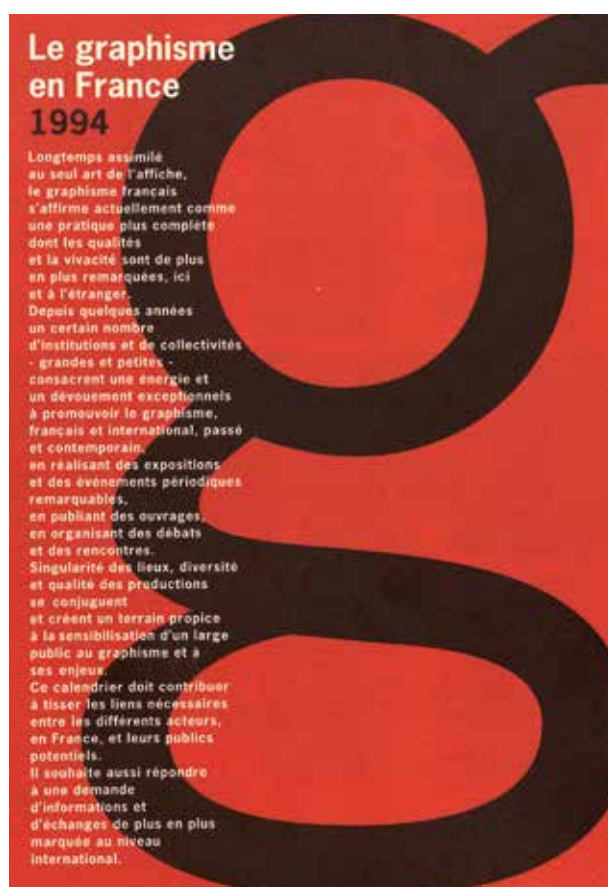 Le graphisme
en France
1994
Longtemps assimilé
au seul art de l'affiche,
le graphisme français
s'affirme actuellement comme
une pratique plus complète
dont les qualités
et la vivacité sont de plus
en plus remarquées, ici
et à l'étranger.
Depuis quelques années
un certain nombre
d'institutions et de collectivités
- grandes et petites -
consacrent une énergie et
un dévouement exceptionnels
à promouvoir le graphisme,
français et international, passé
et contemporain,
en réalisant des expositions
et des événements périodiques
remarquables,
en publiant des ouvrages,
en organisant des débats
et des rencontres.
Singularité des lieux, diversité
et qualité des productions
se conjuguent
et créent un terrain propice
à la sensibilisation d'un large
public au graphisme et à
ses enjeux.
Ce calendrier doit contribuer
à tisser les liens nécessaires
entre les différents acteurs,
en France, et leurs publics
potentiels.
Il souhaite aussi répondre
à une demande
d'informations et
d'échanges de plus en plus
marquée au niveau
international.
g